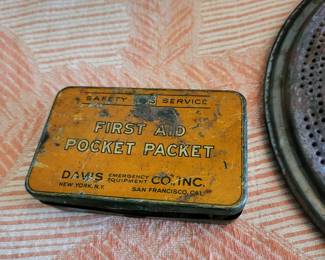 SAFETY SERVICE
FIRST AID
POCKET PACKET
DAVIS EMERGENCY EQUIPMENT CO., INC.
NEW YORK, N.Y. SAN FRANCISCO, CAL.